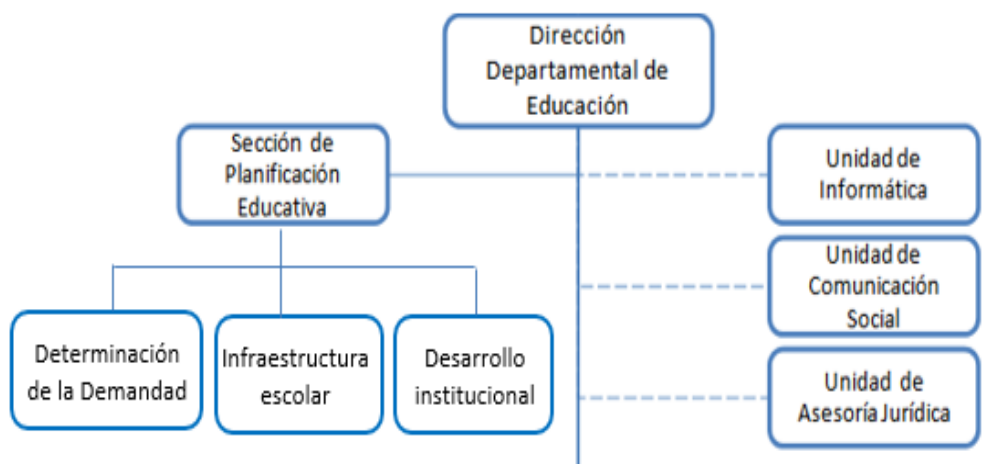 Dirección
Departamental de
Educación
Sección de
Planificación
Educativa
Unidad de
Informática
Unidad de
Comunicación
Social
Determinación
de la Demandad
Infraestructura
escolar
Desarrollo
institucional
Unidad de
Asesoría Jurídica